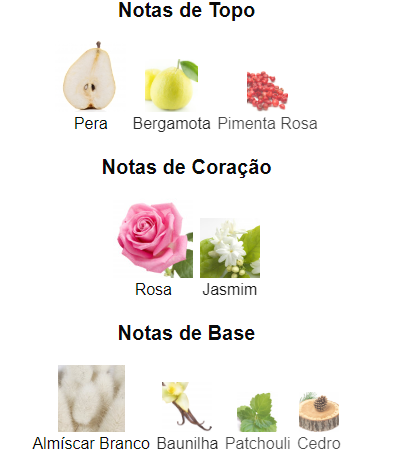 Notas de Topo
Pera Bergamota Pimenta Rosa
Notas de Coração
Rosa Jasmim
Notas de Base
Almíscar Branco Baunilha Patchouli Cedro